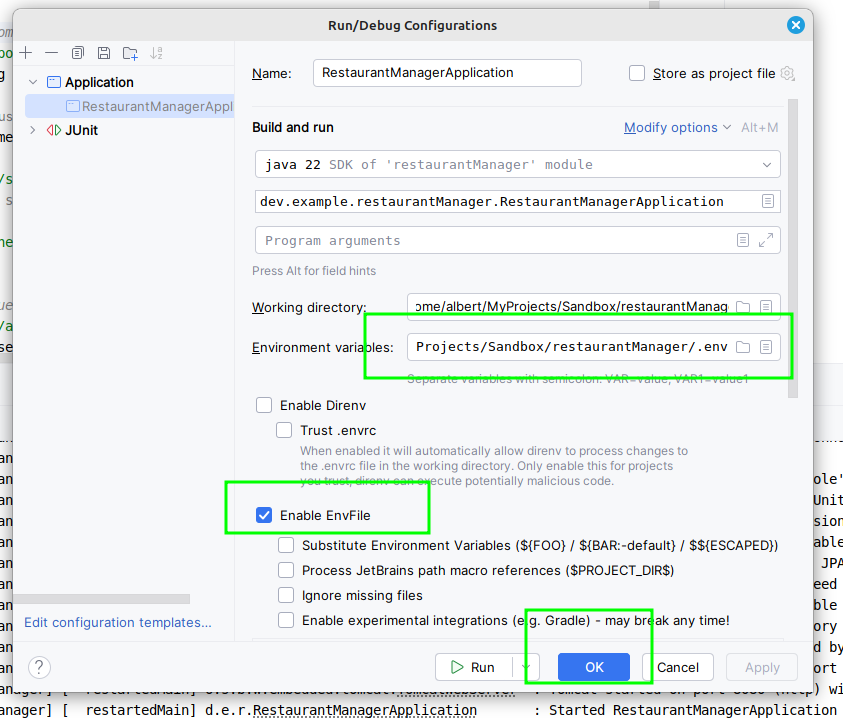 Run/Debug Configurations
Application
RestaurantManagerAppl
JUnit
Edit configuration templates...
Name:
RestaurantManagerApplication
Store as project file
Build and run
Modify options
Alt+M
java 22 SDK of 'restaurantManager' module
dev.example.restaurantManager.RestaurantManagerApplication
Program arguments
Press Alt for field hints
Working directory:
ome/albert/MyProjects/Sandbox/restaurantManag
Environment variables:
Projects/Sandbox/restaurantManager/.env
Separate variables with semicolon: VAR=value; VAR1=value1
Enable Direnv
Trust .envrc
When enabled it will automatically allow direnv to process changes to
the .envrc file in the working directory. Only enable this for projects
you trust, direnv can execute potentially malicious code.
Enable EnvFile
Substitute Environment Variables (${FOO} / ${BAR:-default} / $${ESCAPED})
Process JetBrains path macro references ($PROJECT_DIR$)
Ignore missing files
Enable experimental integrations (e.g. Gradle) - may break any time!
?
Run
OK
Cancel
Apply
anager] [ restartedMain] d.e.r.RestaurantManagerApplication : Started RestaurantManagerApplication